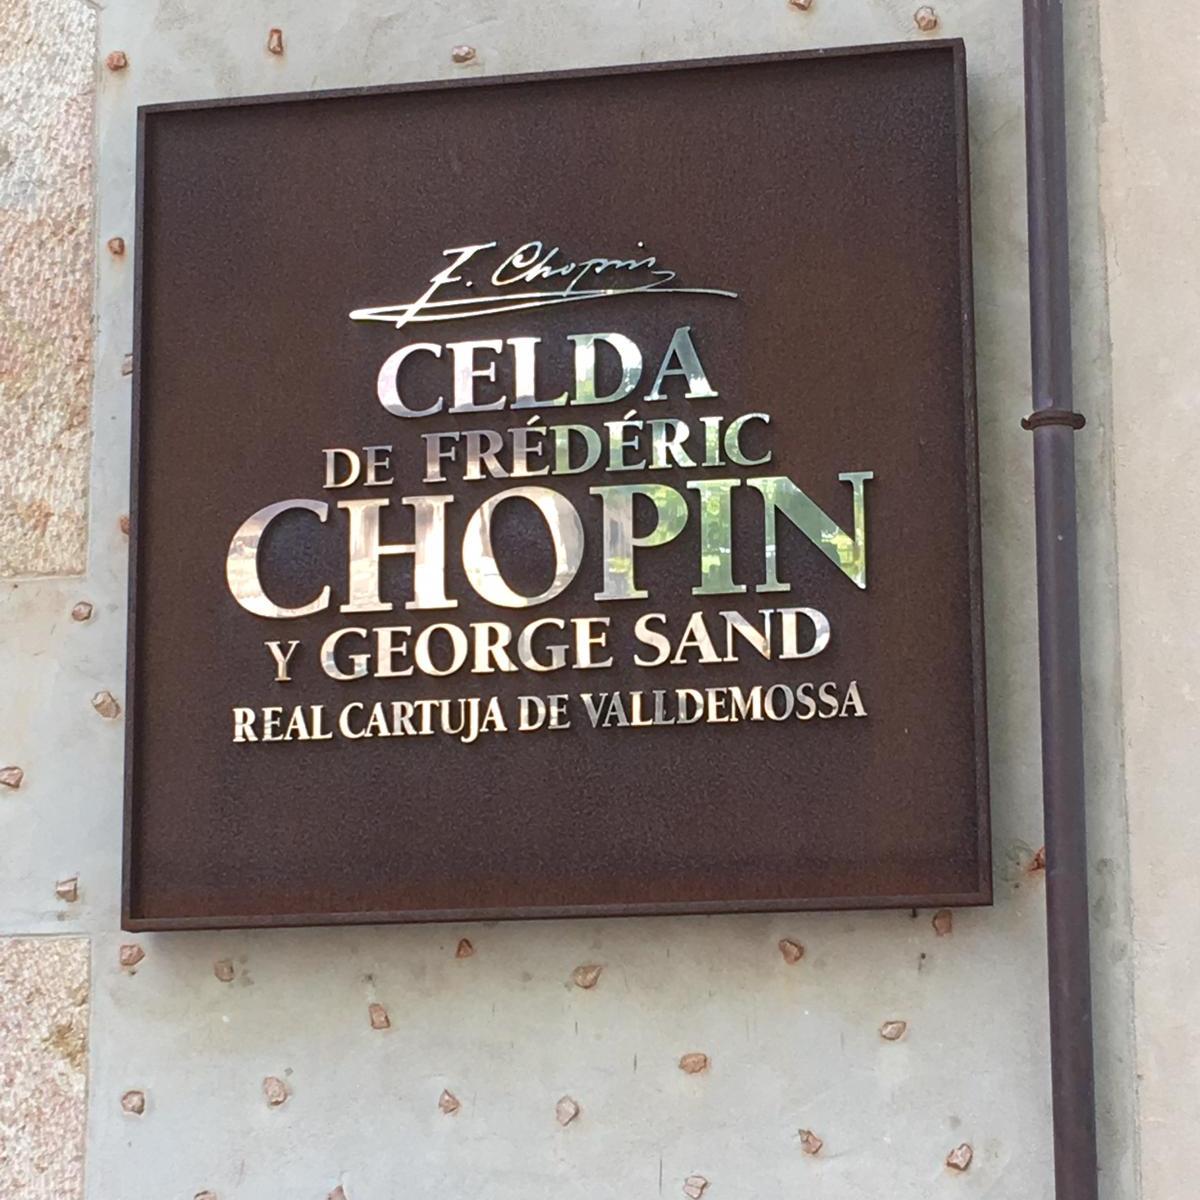 F. Chopin
CELDA
DE FRÉDÉRIC
CHOPIN
Y GEORGE SAND
REAL CARTUJA DE VALLDEMOSSA